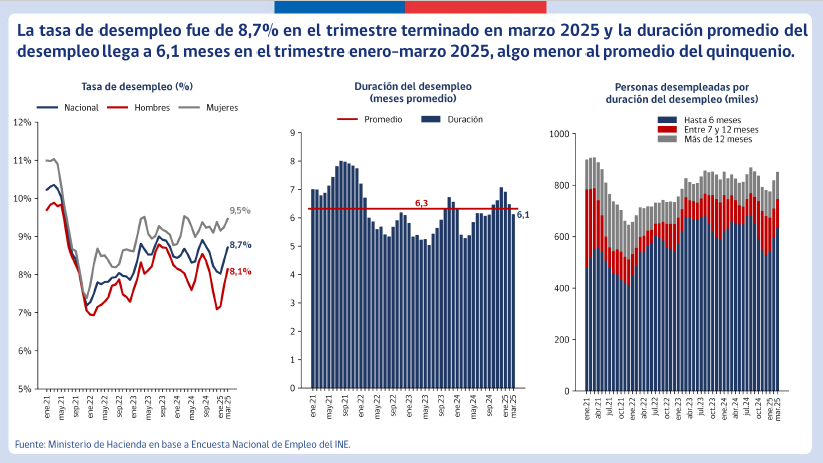 La tasa de desempleo fue de 8,7% en el trimestre terminado en marzo 2025 y la duración promedio del
desempleo llega a 6,1 meses en el trimestre enero-marzo 2025, algo menor al promedio del quinquenio.
Tasa de desempleo (%)
Nacional Hombres Mujeres
12%
11%
10%
9%
8%
7%
6%
5%
9,5%
8,7%
8,1%
ene.21 may.21 sep.21 ene.22 may.22 sep.22 ene.23 may.23 sep.23 ene.24 may.24 sep.24 ene.25 mar.25
Duración del desempleo
(meses promedio)
Promedio Duración
9
8
7
6
5
4
3
2
1
0
6,3
6,1
ene.21 may.21 sep.21 ene.22 may.22 sep.22 ene.23 may.23 sep.23 ene.24 may.24 sep.24 ene.25 mar.25
Personas desempleadas por
duración del desempleo (miles)
Hasta 6 meses
Entre 7 y 12 meses
Más de 12 meses
1000
800
600
400
200
0
ene.21 abr.21 jul.21 oct.21 ene.22 abr.22 jul.22 oct.22 ene.23 abr.23 jul.23 oct.23 ene.24 abr.24 jul.24 oct.24 ene.25 mar.25
Fuente: Ministerio de Hacienda en base a Encuesta Nacional de Empleo del INE.